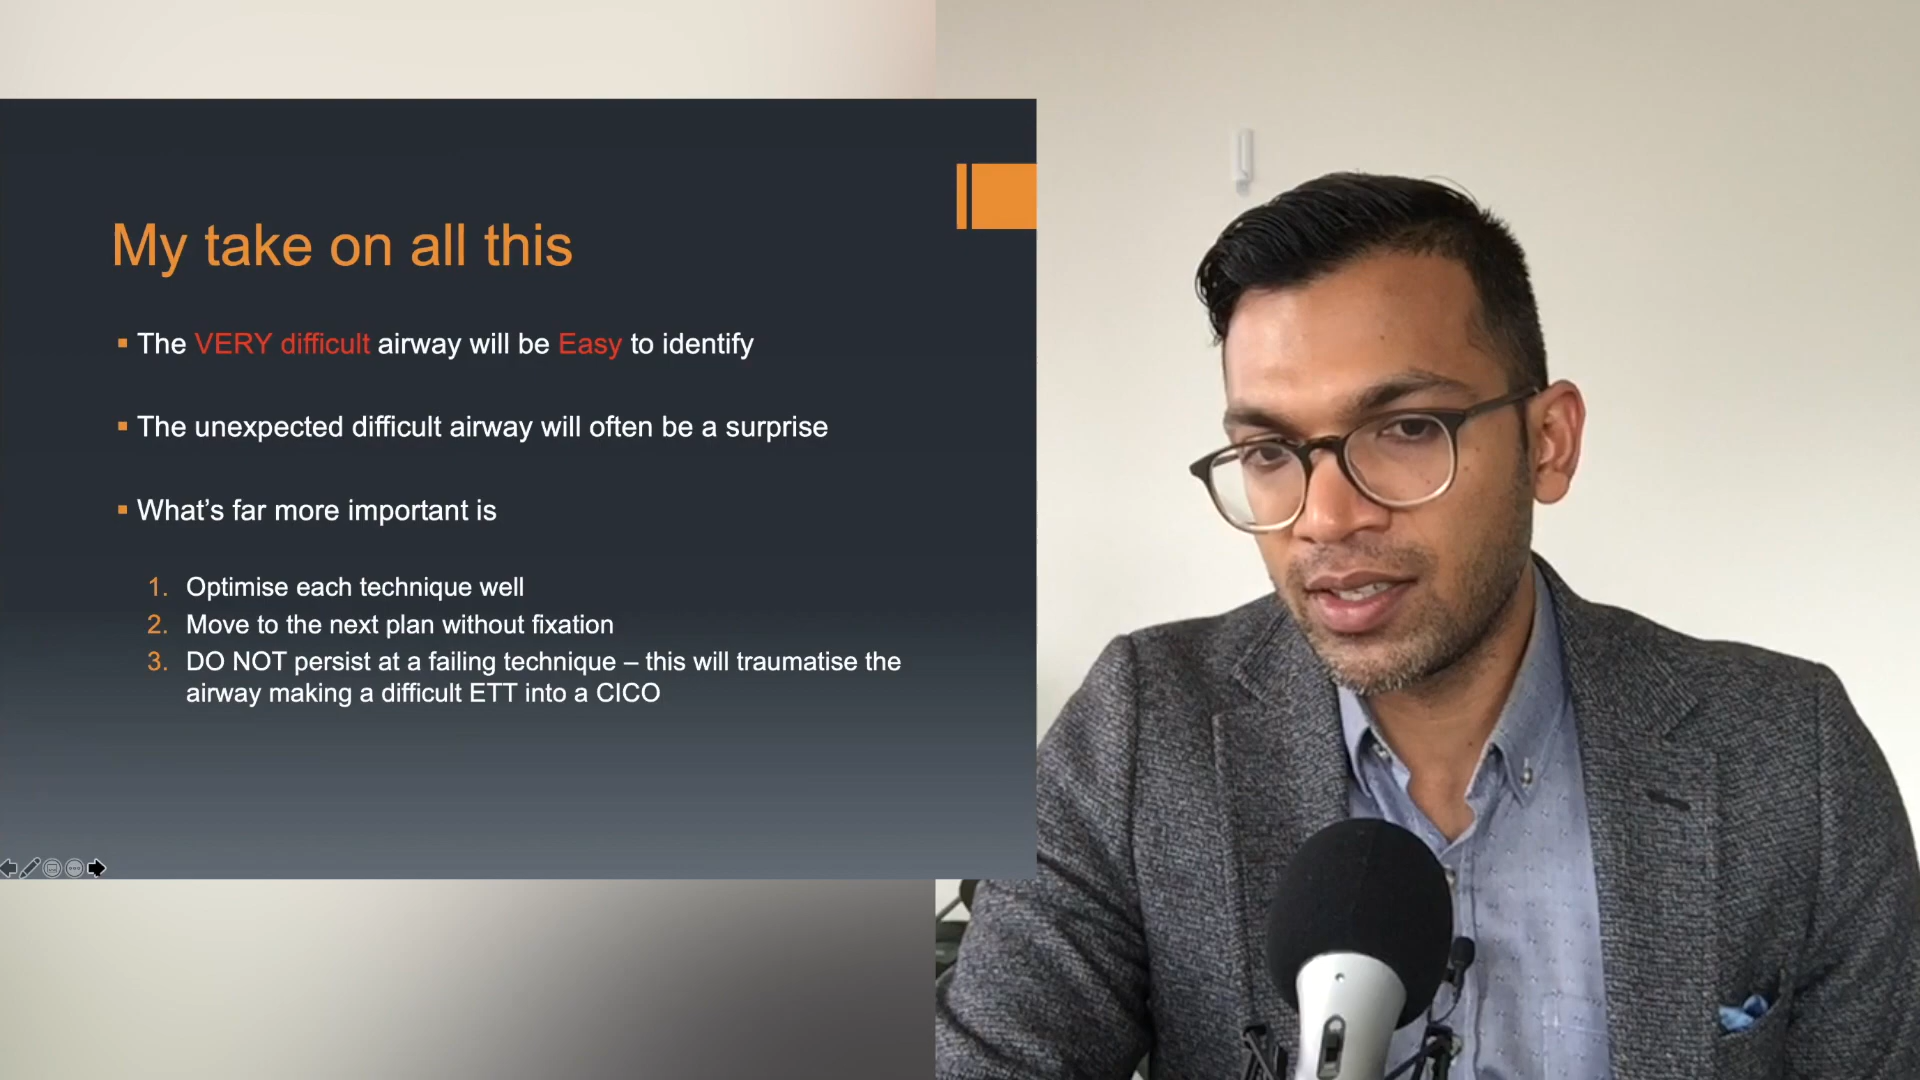 My take on all this
The VERY difficult airway will be Easy to identify
The unexpected difficult airway will often be a surprise
What’s far more important is
1. Optimise each technique well
2. Move to the next plan without fixation
3. DO NOT persist at a failing technique – this will traumatise the
airway making a difficult ETT into a CICO